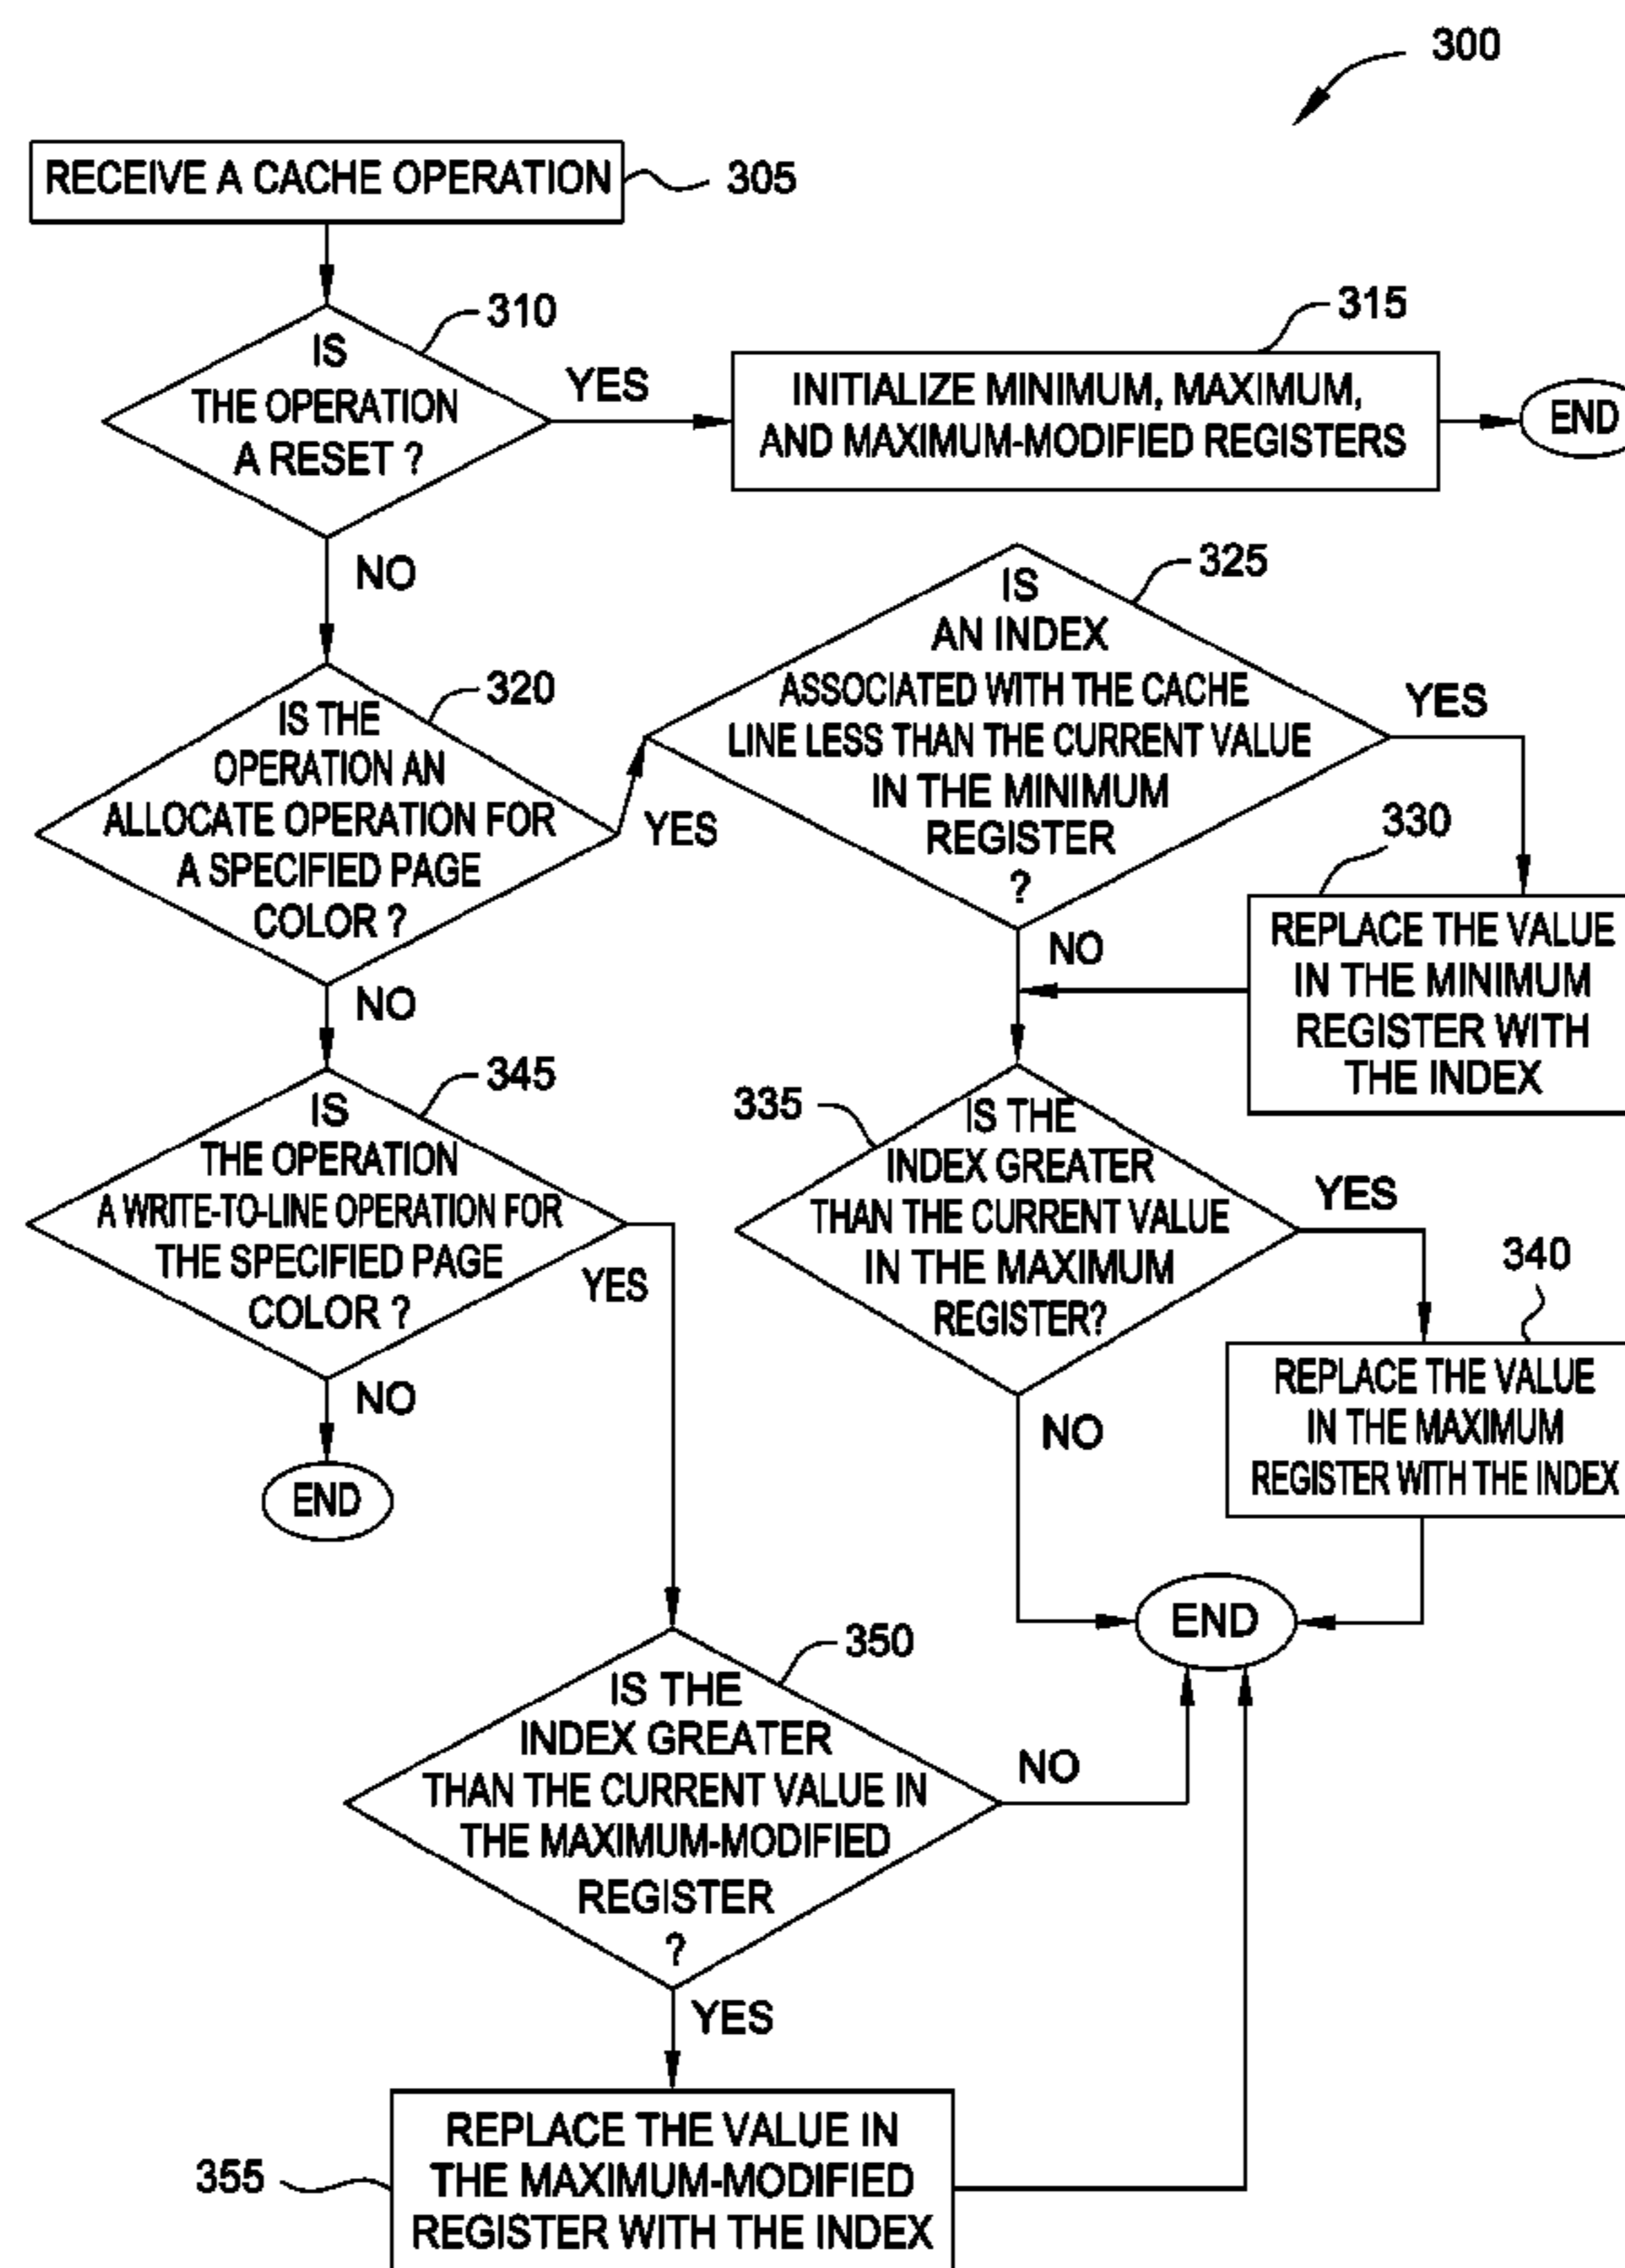 300
RECEIVE A CACHE OPERATION
305
310
IS
THE OPERATION
A RESET ?
YES
315
INITIALIZE MINIMUM, MAXIMUM,
AND MAXIMUM-MODIFIED REGISTERS
END
NO
320
IS THE
OPERATION AN
ALLOCATE OPERATION FOR
A SPECIFIED PAGE
COLOR ?
YES
325
IS
AN INDEX
ASSOCIATED WITH THE CACHE
LINE LESS THAN THE CURRENT VALUE
IN THE MINIMUM
REGISTER
?
YES
330
REPLACE THE VALUE
IN THE MINIMUM
REGISTER WITH
THE INDEX
NO
NO
345
IS
THE OPERATION
A WRITE-TO-LINE OPERATION FOR
THE SPECIFIED PAGE
COLOR ?
YES
NO
END
335
IS THE
INDEX GREATER
THAN THE CURRENT VALUE
IN THE MAXIMUM
REGISTER?
YES
340
REPLACE THE VALUE
IN THE MAXIMUM
REGISTER WITH THE INDEX
NO
END
350
IS THE
INDEX GREATER
THAN THE CURRENT VALUE IN
THE MAXIMUM-MODIFIED
REGISTER
?
NO
YES
355
REPLACE THE VALUE IN
THE MAXIMUM-MODIFIED
REGISTER WITH THE INDEX